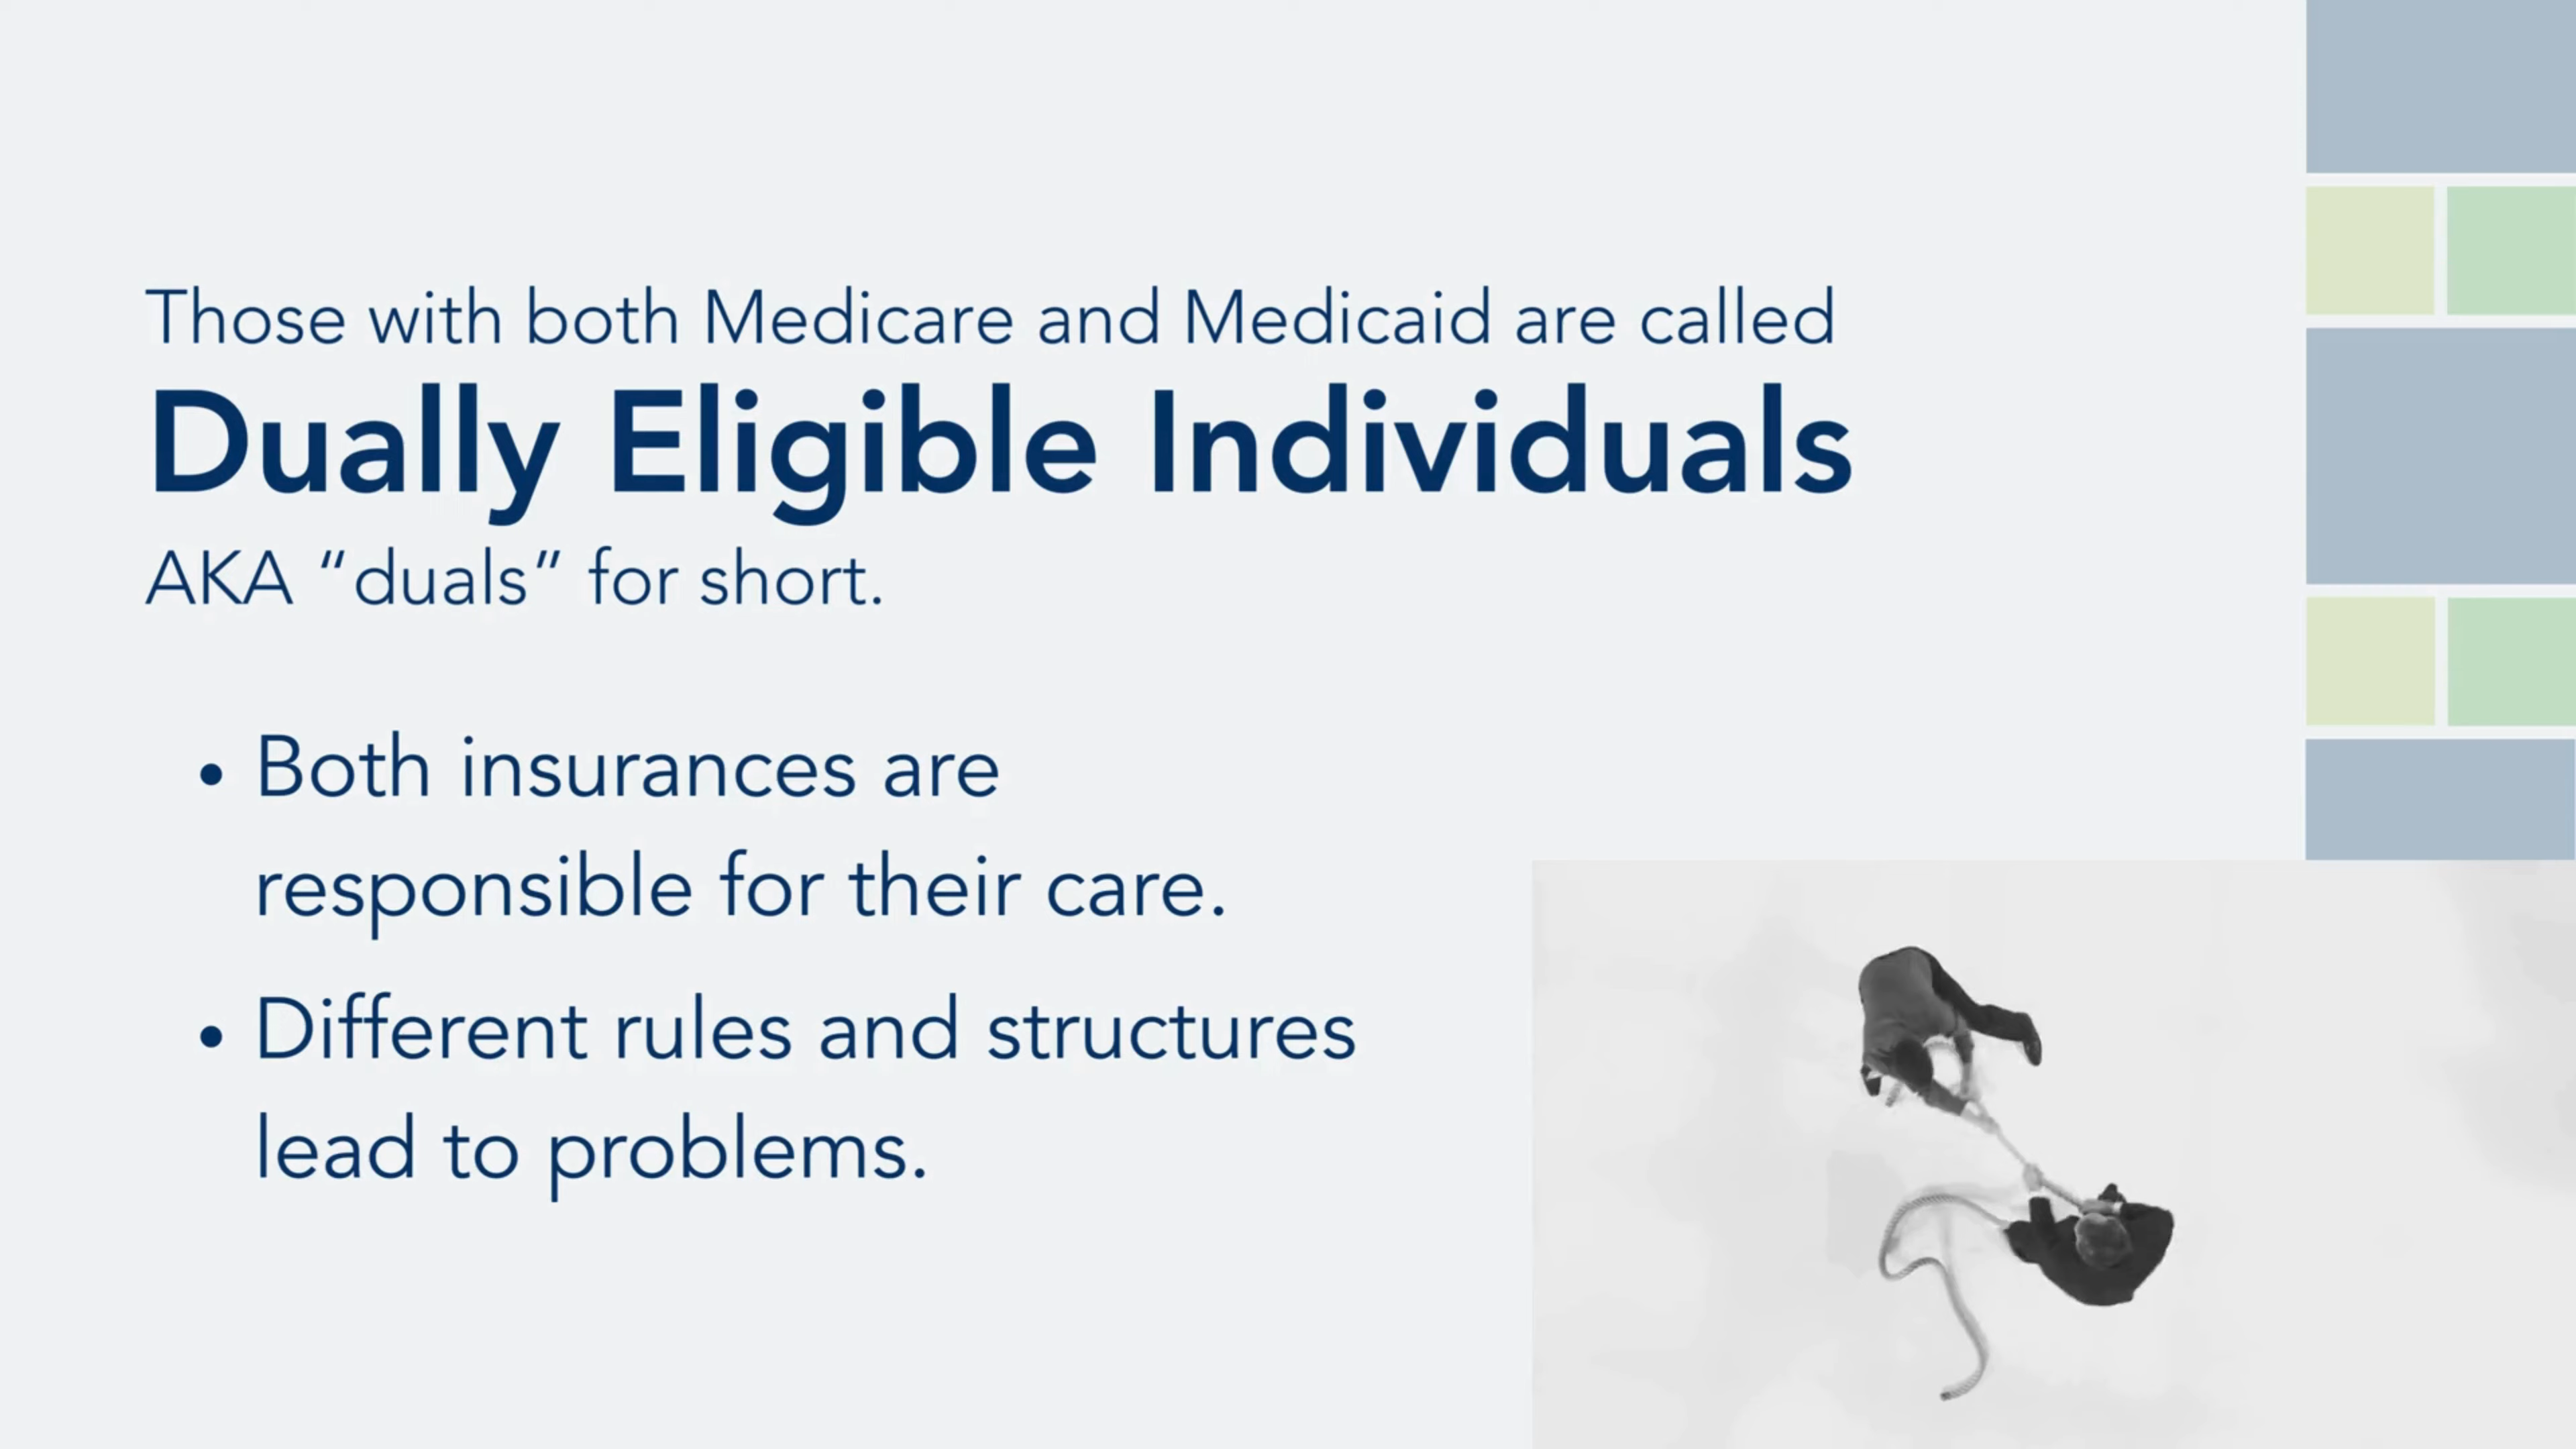 Those with both Medicare and Medicaid are called
Dually Eligible Individuals
AKA “duals” for short.
• Both insurances are
responsible for their care.
• Different rules and structures
lead to problems.